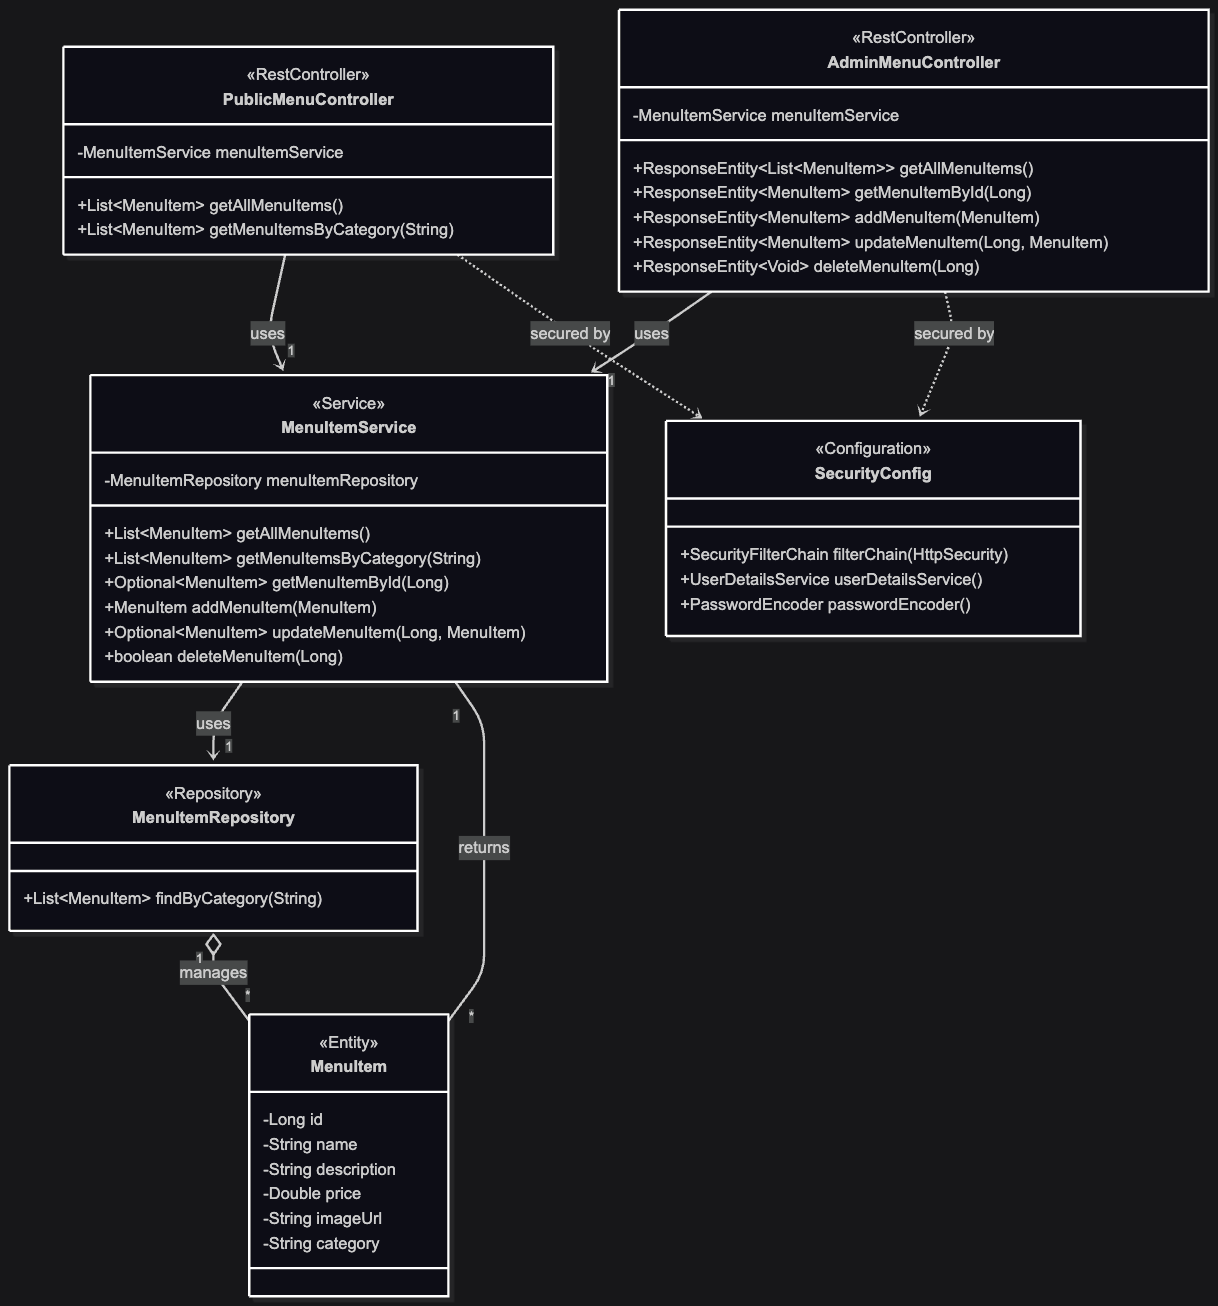 «RestController»
PublicMenuController
-MenuItemService menuItemService
+List<MenuItem> getAllMenuItems()
+List<MenuItem> getMenuItemsByCategory(String)
«RestController»
AdminMenuController
-MenuItemService menuItemService
+ResponseEntity<List<MenuItem>> getAllMenuItems()
+ResponseEntity<MenuItem> getMenuItemById(Long)
+ResponseEntity<MenuItem> addMenuItem(MenuItem)
+ResponseEntity<MenuItem> updateMenuItem(Long, MenuItem)
+ResponseEntity<Void> deleteMenuItem(Long)
uses
1
secured by
uses
1
secured by
«Service»
MenuItemService
-MenuItemRepository menuItemRepository
+List<MenuItem> getAllMenuItems()
+List<MenuItem> getMenuItemsByCategory(String)
+Optional<MenuItem> getMenuItemById(Long)
+MenuItem addMenuItem(MenuItem)
+Optional<MenuItem> updateMenuItem(Long, MenuItem)
+boolean deleteMenuItem(Long)
«Configuration»
SecurityConfig
+SecurityFilterChain filterChain(HttpSecurity)
+UserDetailsService userDetailsService()
+PasswordEncoder passwordEncoder()
uses
1
1
returns
*
«Repository»
MenuItemRepository
+List<MenuItem> findByCategory(String)
1
manages
*
«Entity»
MenuItem
-Long id
-String name
-String description
-Double price
-String imageUrl
-String category